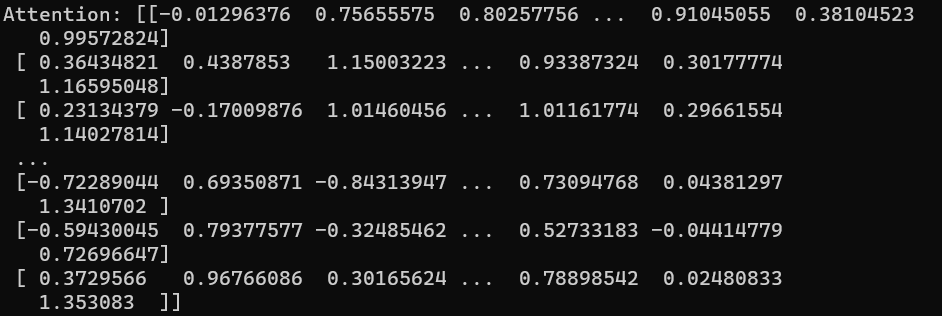 Attention: [[-0.01296376  0.75655575  0.80257756 ...  0.91045055  0.38104523
   0.99572824]
 [ 0.36434821  0.4387853   1.15003223 ...  0.93387324  0.30177774
   1.16595048]
 [ 0.23134379 -0.17009876  1.01460456 ...  1.01161774  0.29661554
   1.14027814]
 ...
 [-0.72289044  0.69350871 -0.84313947 ...  0.73094768  0.04381297
   1.3410702 ]
 [-0.59430045  0.79377577 -0.32485462 ...  0.52733183 -0.04414779
   0.72696647]
 [ 0.3729566   0.96766086  0.30165624 ...  0.78898542  0.02480833
   1.353083  ]]